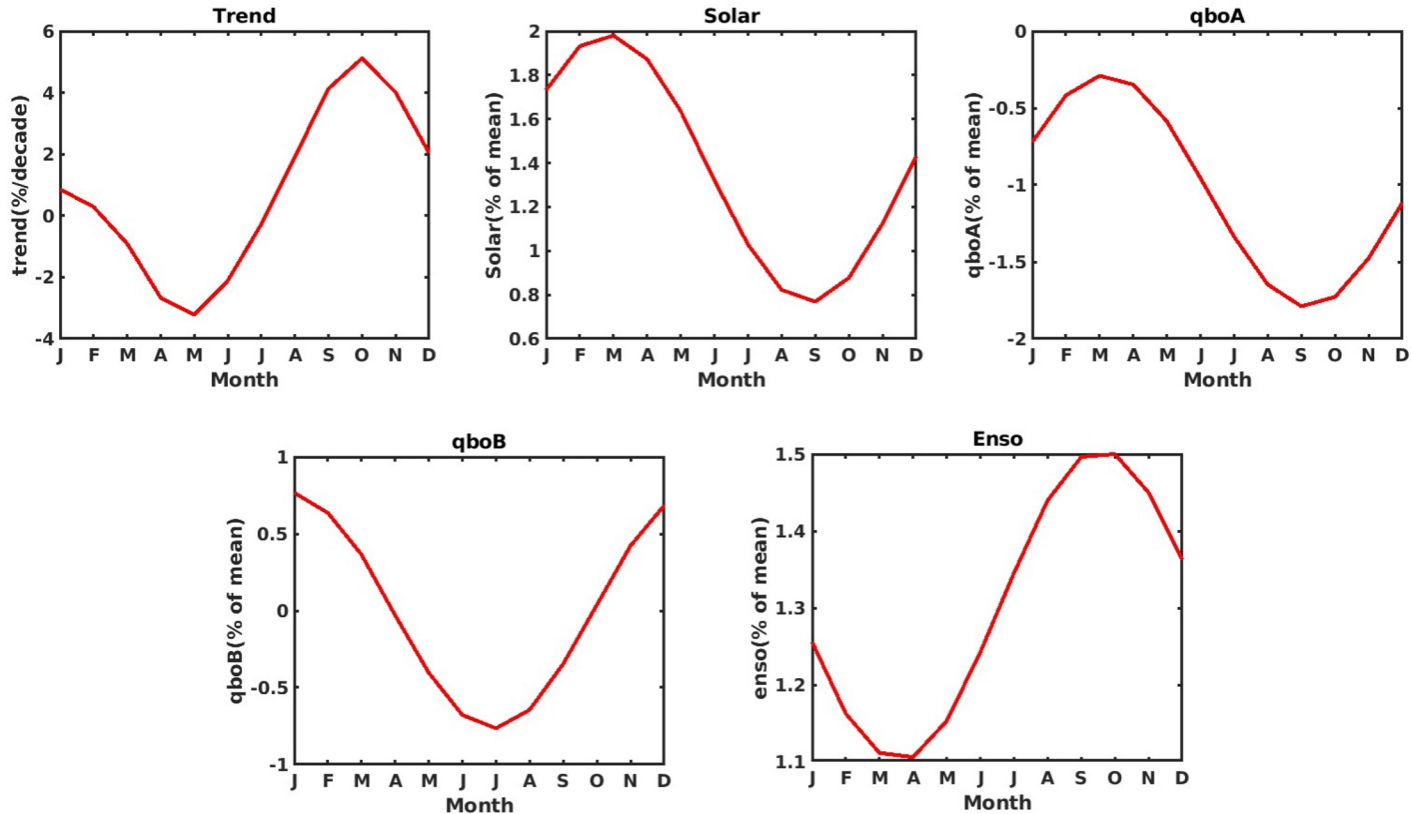 Trend
6
4
2
0
-2
-4
trend(%/decade)
J F M A M J J A S O N D
Month
Solar
2
1.8
1.6
1.4
1.2
1
0.8
0.6
Solar(% of mean)
J F M A M J J A S O N D
Month
qboA
0
-0.5
-1
-1.5
-2
qboA(% of mean)
J F M A M J J A S O N D
Month
qboB
1
0.5
0
-0.5
-1
qboB(% of mean)
J F M A M J J A S O N D
Month
Enso
1.5
1.4
1.3
1.2
1.1
enso(% of mean)
J F M A M J J A S O N D
Month